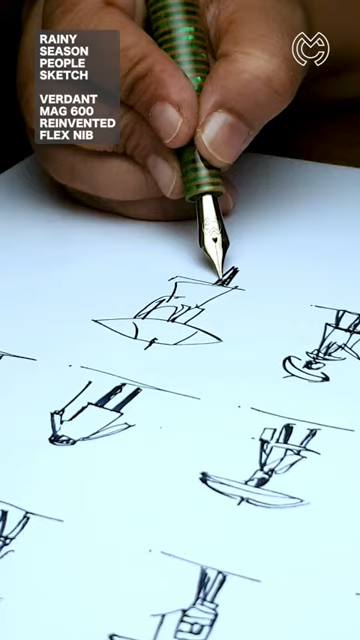 RAINY
SEASON
PEOPLE
SKETCH
VERDANT
MAG 600
REINVENTED
FLEX NIB